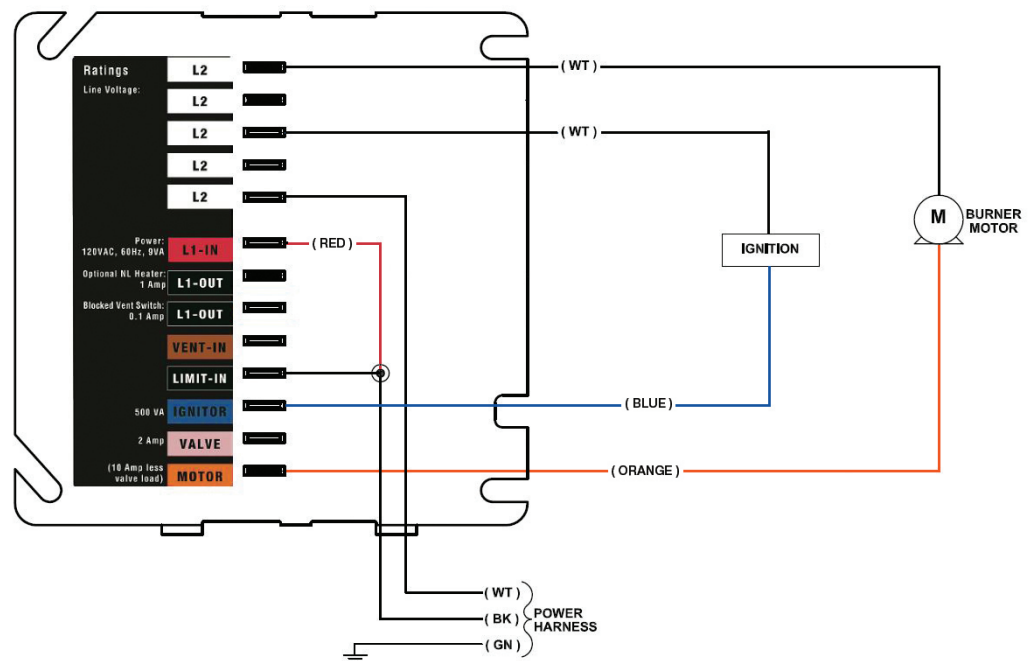 Ratings
Line Voltage:
L2
L2
L2
L2
L2
Power:
120VAC, 60Hz, 9VA
L1-IN
Optional NL Heater:
1 Amp
L1-OUT
Blocked Vent Switch:
0.1 Amp
L1-OUT
VENT-IN
LIMIT-IN
500 VA
IGNITOR
2 Amp
VALVE
(10 Amp less
valve load)
MOTOR
( WT )
( WT )
( RED )
IGNITION
M
BURNER
MOTOR
( BLUE )
( ORANGE )
( WT )
( BK )
( GN )
POWER
HARNESS